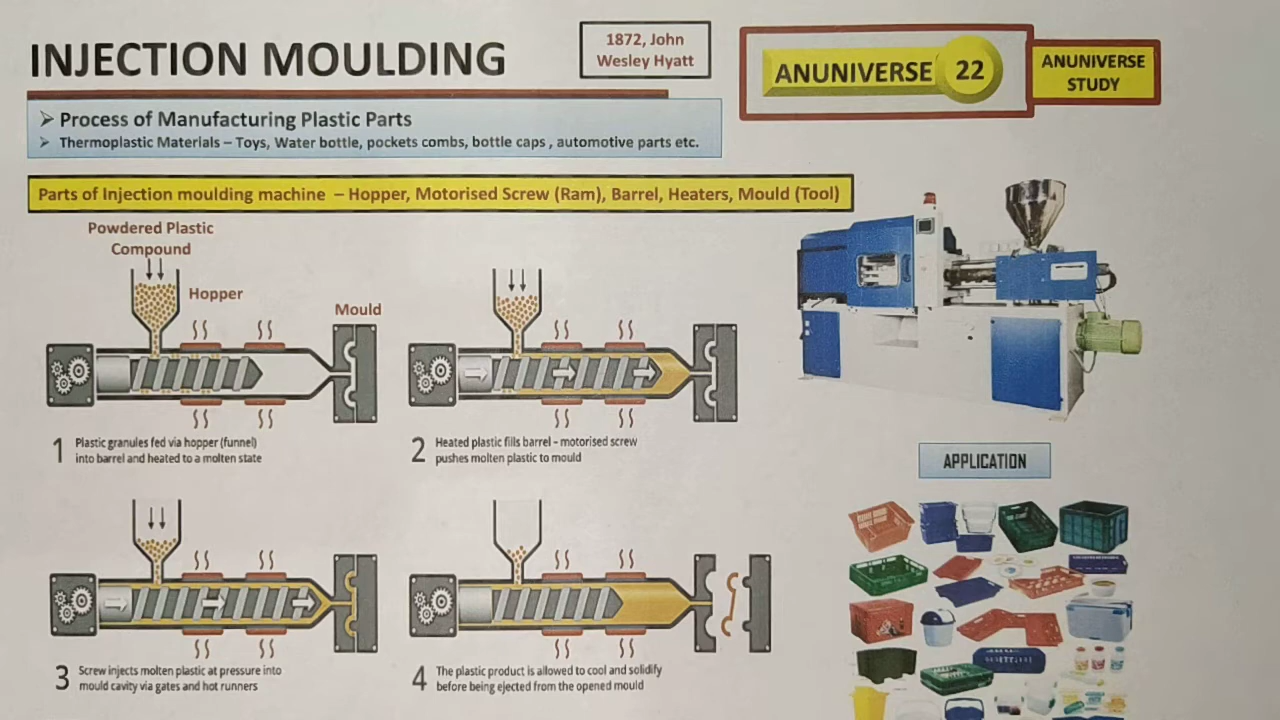 INJECTION MOULDING
1872, John
Wesley Hyatt
ANUNIVERSE 22
ANUNIVERSE
STUDY
➢ Process of Manufacturing Plastic Parts
➢ Thermoplastic Materials – Toys, Water bottle, pockets combs, bottle caps , automotive parts etc.
Parts of Injection moulding machine – Hopper, Motorised Screw (Ram), Barrel, Heaters, Mould (Tool)
Powdered Plastic
Compound
Hopper
Mould
1 Plastic granules fed via hopper (funnel)
into barrel and heated to a molten state
2 Heated plastic fills barrel – motorised screw
pushes molten plastic to mould
APPLICATION
3 Screw injects molten plastic at pressure into
mould cavity via gates and hot runners
4 The plastic product is allowed to cool and solidify
before being ejected from the opened mould